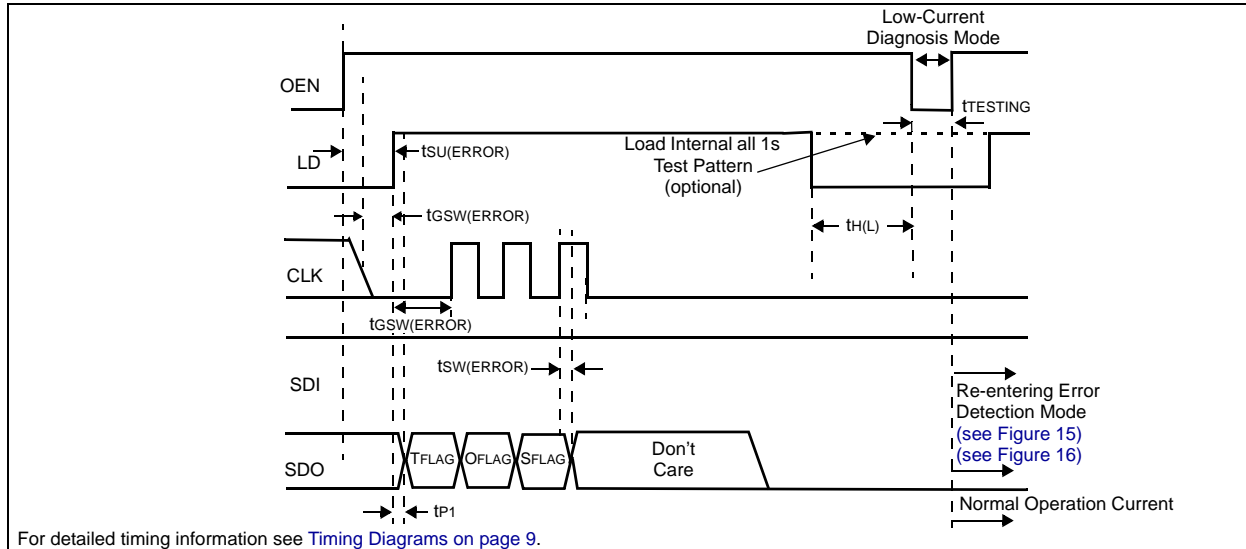 Low-Current
Diagnosis Mode
OEN
tTESTING
LD
tSU(ERROR)
Load Internal all 1s
Test Pattern
(optional)
tGSW(ERROR)
tH(L)
CLK
tGSW(ERROR)
tSW(ERROR)
SDI
Re-entering Error
Detection Mode
(see Figure 15)
(see Figure 16)
SDO
TFLAG
OFLAG
SFLAG
Don't
Care
tP1
Normal Operation Current
For detailed timing information see Timing Diagrams on page 9.